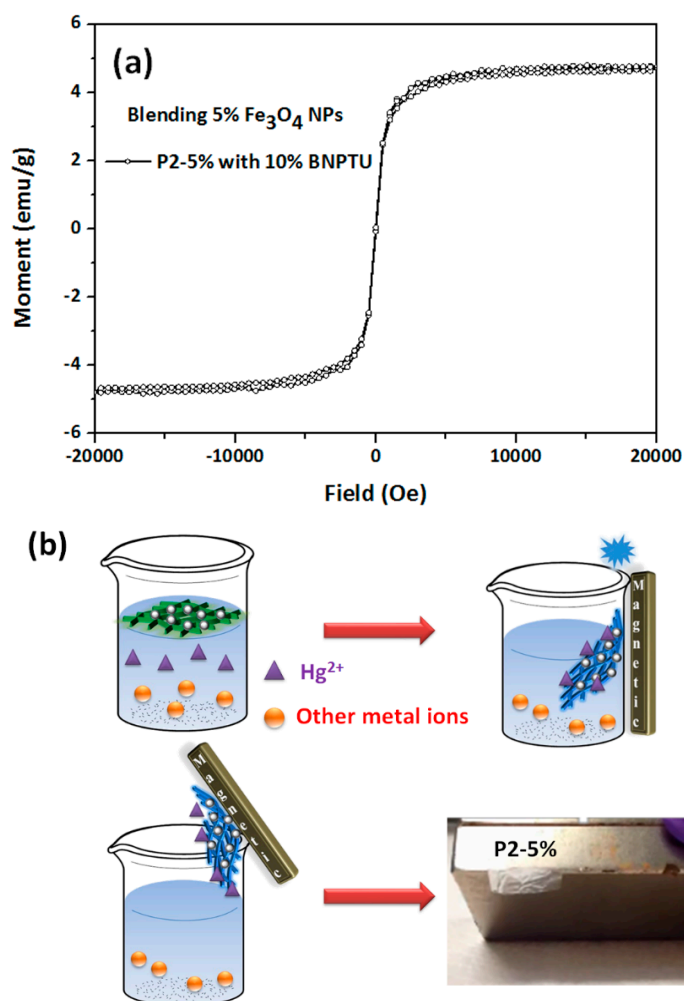 (a)
Blending 5% Fe₃O₄ NPs
P2-5% with 10% BNPTU
Moment (emu/g)
6
4
2
0
-2
-4
-6
-20000
-10000
0
10000
20000
Field (Oe)
(b)
Magnetic
Hg²⁺
Other metal ions
Magnetic
P2-5%